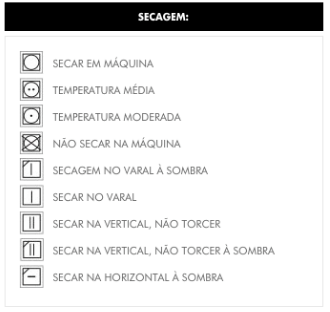 SECAGEM:
SECAR EM MÁQUINA
TEMPERATURA MÉDIA
TEMPERATURA MODERADA
NÃO SECAR NA MÁQUINA
SECAGEM NO VARAL À SOMBRA
SECAR NO VARAL
SECAR NA VERTICAL, NÃO TORCER
SECAR NA VERTICAL, NÃO TORCER À SOMBRA
SECAR NA HORIZONTAL À SOMBRA